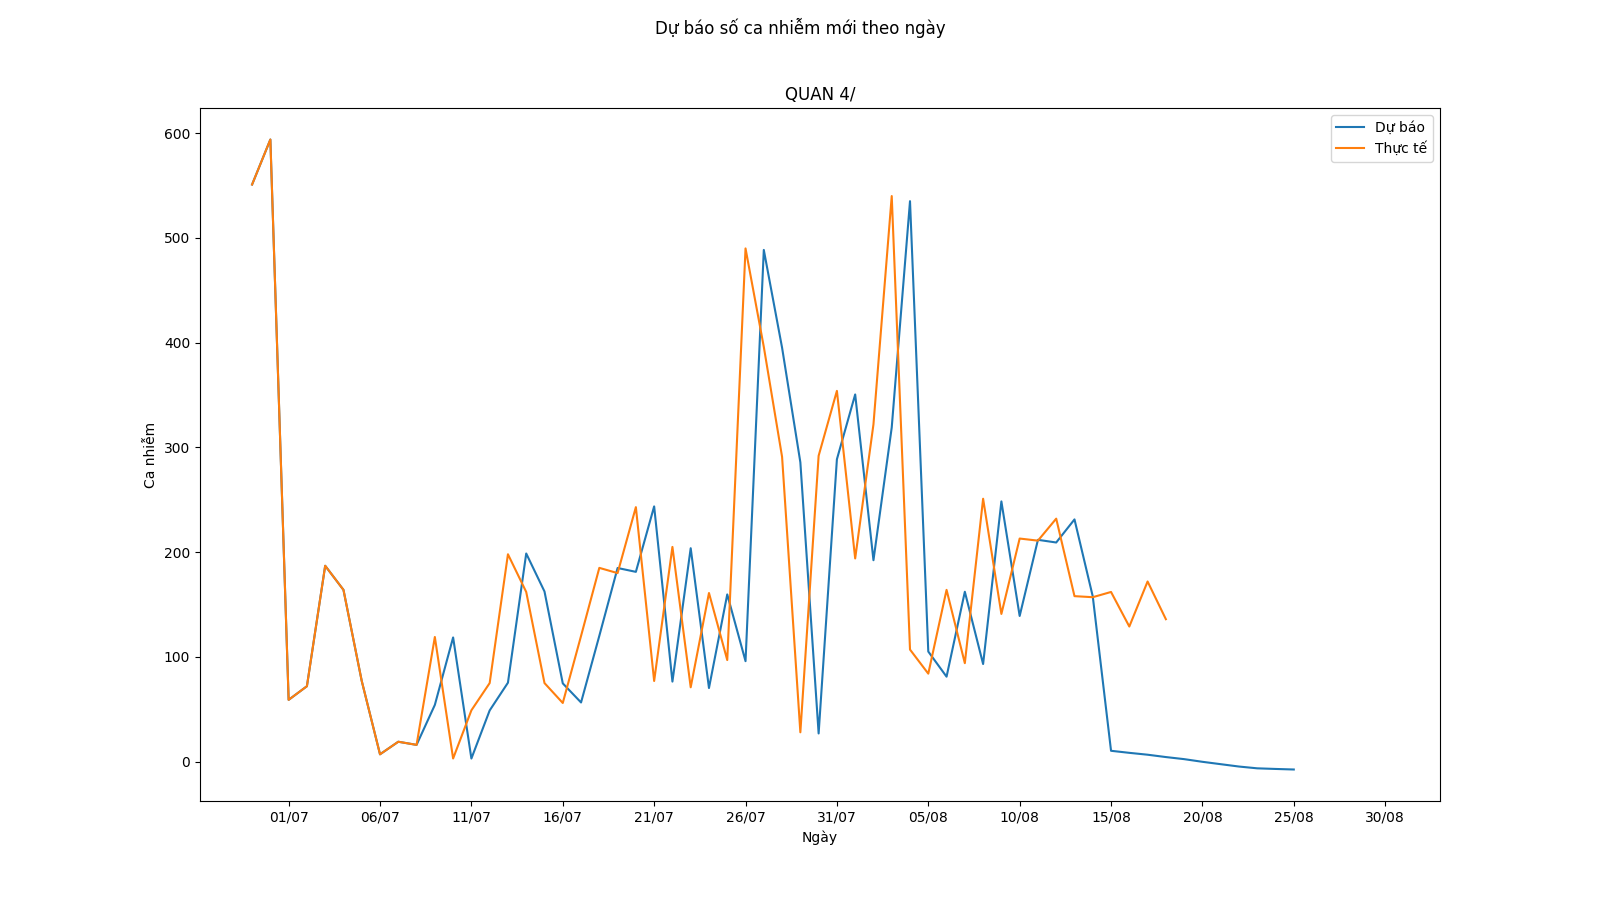 Dự báo số ca nhiễm mới theo ngày
QUAN 4/
Dự báo
Thực tế
600
500
400
300
200
100
0
Ca nhiễm
01/07 06/07 11/07 16/07 21/07 26/07 31/07 05/08 10/08 15/08 20/08 25/08 30/08
Ngày